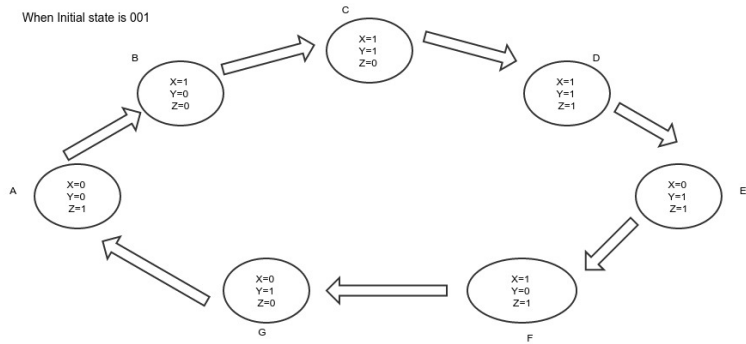 When Initial state is 001
C
X=1
Y=1
Z=0
B
X=1
Y=0
Z=0
D
X=1
Y=1
Z=1
A
X=0
Y=0
Z=1
E
X=0
Y=1
Z=1
X=0
Y=1
Z=0
G
X=1
Y=0
Z=1
F